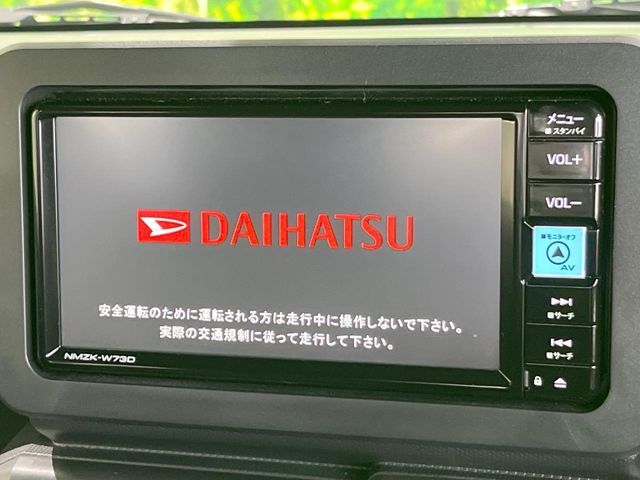 メニュー
スタンバイ
VOL+
VOL−
DAIHATSU
モニターオフ
AV
安全運転のために運転される方は走行中に操作しないで下さい。
実際の交通規制に従って走行して下さい。
サーチ
サーチ
NMZK-W73D